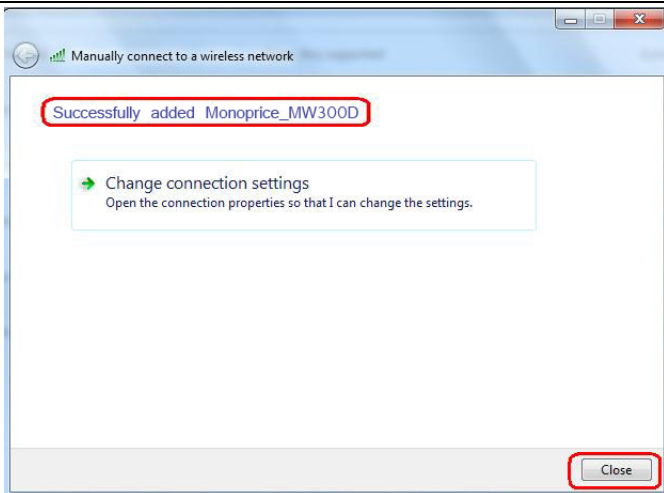 Manually connect to a wireless network
Successfully added Monoprice_MW300D
Change connection settings
Open the connection properties so that I can change the settings.
Close